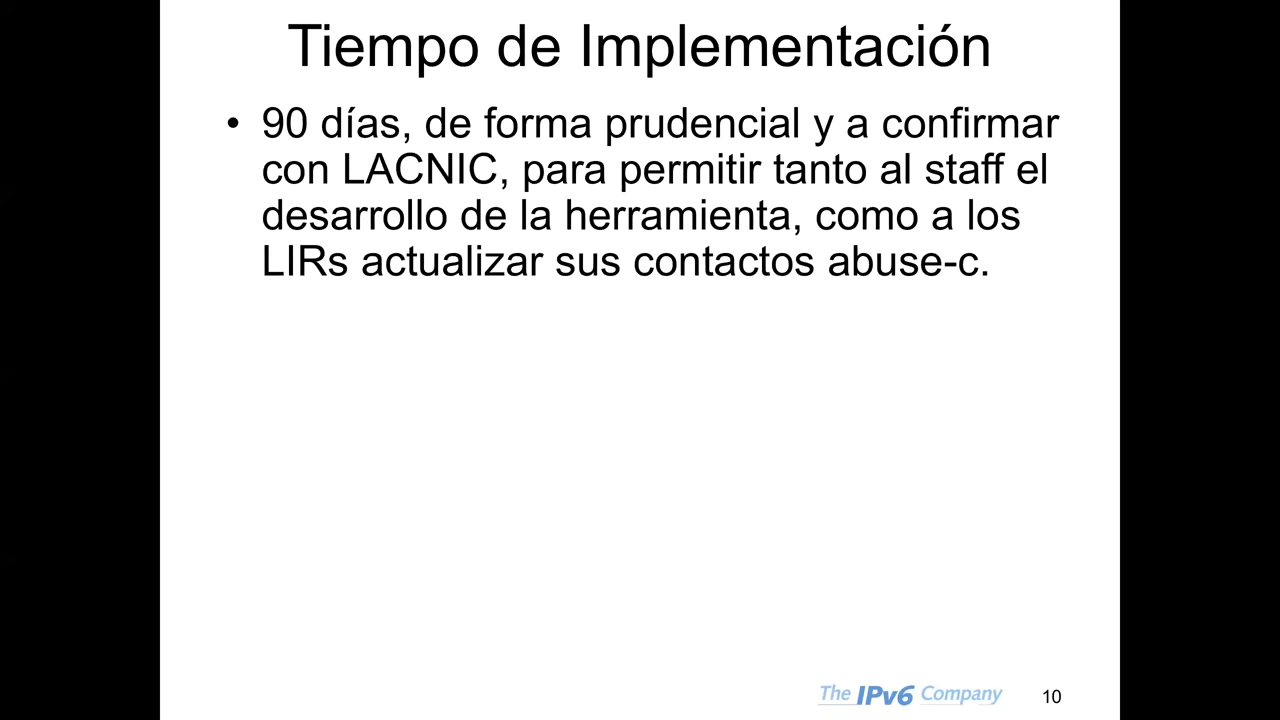 Tiempo de Implementación
• 90 días, de forma prudencial y a confirmar
con LACNIC, para permitir tanto al staff el
desarrollo de la herramienta, como a los
LIRs actualizar sus contactos abuse-c.
The IPv6 Company
10